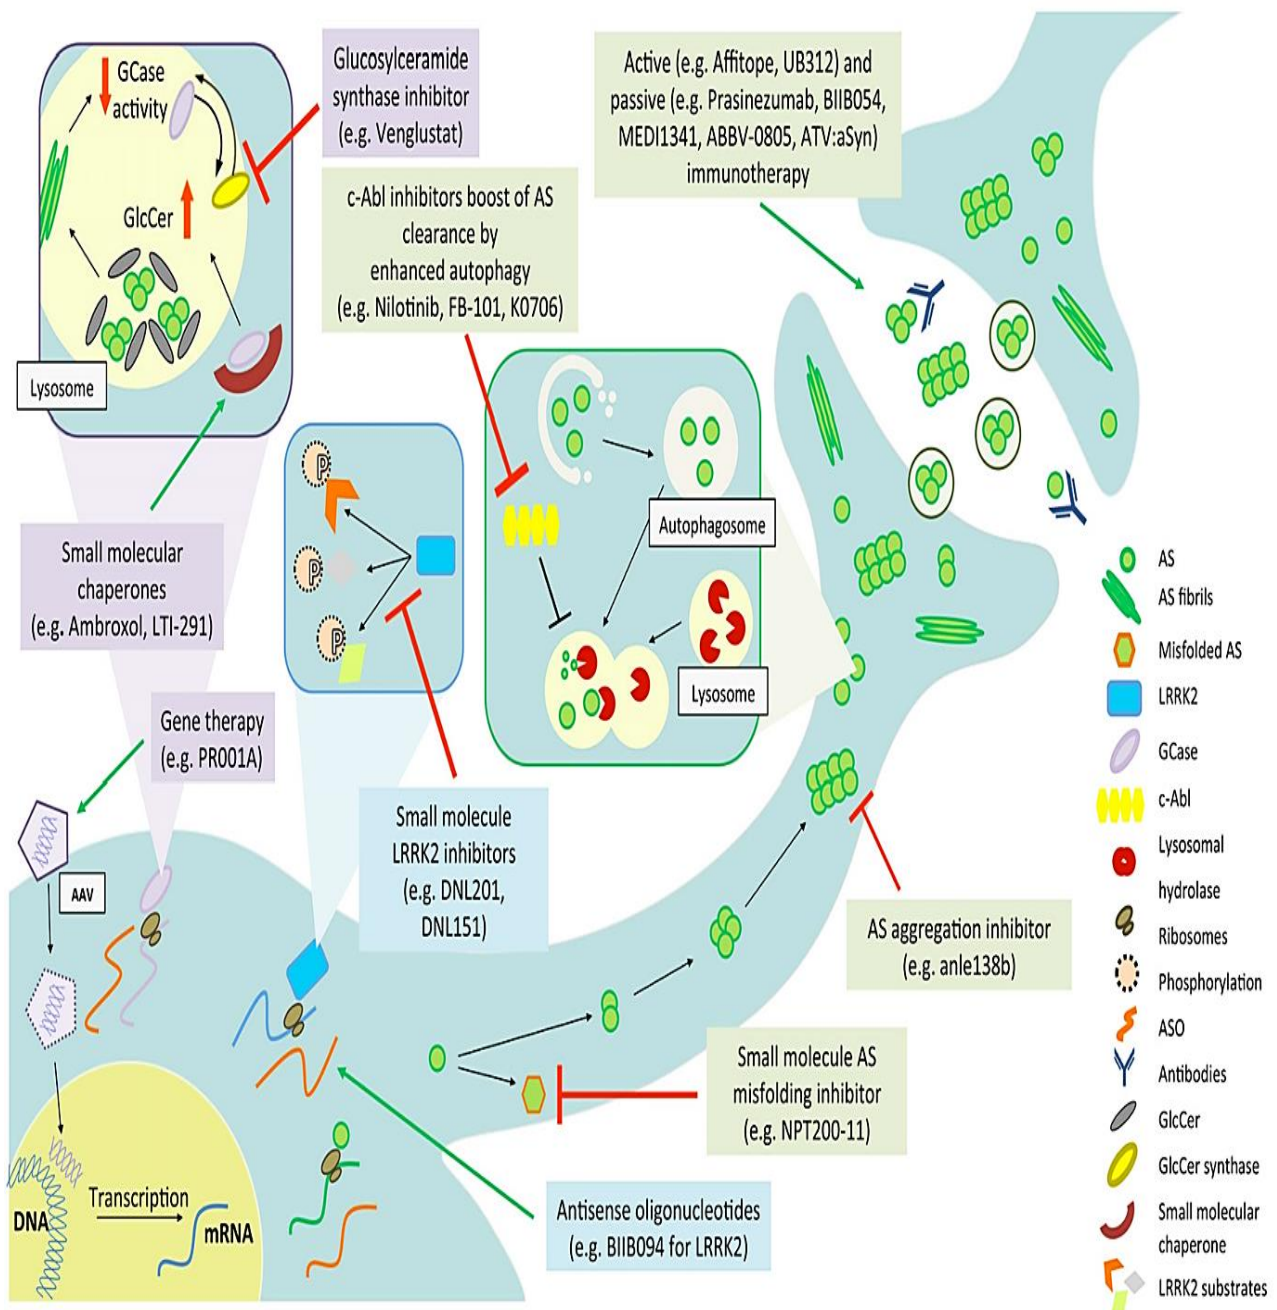 GCase
activity
GlcCer
Lysosome
Glucosylceramide
synthase inhibitor
(e.g. Venglustat)
c-Abl inhibitors boost of AS
clearance by
enhanced autophagy
(e.g. Nilotinib, FB-101, K0706)
Active (e.g. Affitope, UB312) and
passive (e.g. Prasinezumab, BIIB054,
MEDI1341, ABBV-0805, ATV:aSyn)
immunotherapy
Small molecular
chaperones
(e.g. Ambroxol, LTI-291)
P
P
P
Autophagosome
Lysosome
Gene therapy
(e.g. PR001A)
AAV
Small molecule
LRRK2 inhibitors
(e.g. DNL201,
DNL151)
AS aggregation inhibitor
(e.g. anle138b)
Small molecule AS
misfolding inhibitor
(e.g. NPT200-11)
Antisense oligonucleotides
(e.g. BIIB094 for LRRK2)
DNA
Transcription
mRNA
AS
AS fibrils
Misfolded AS
LRRK2
GCase
c-Abl
Lysosomal
hydrolase
Ribosomes
Phosphorylation
ASO
Antibodies
GlcCer
GlcCer synthase
Small molecular
chaperone
LRRK2 substrates